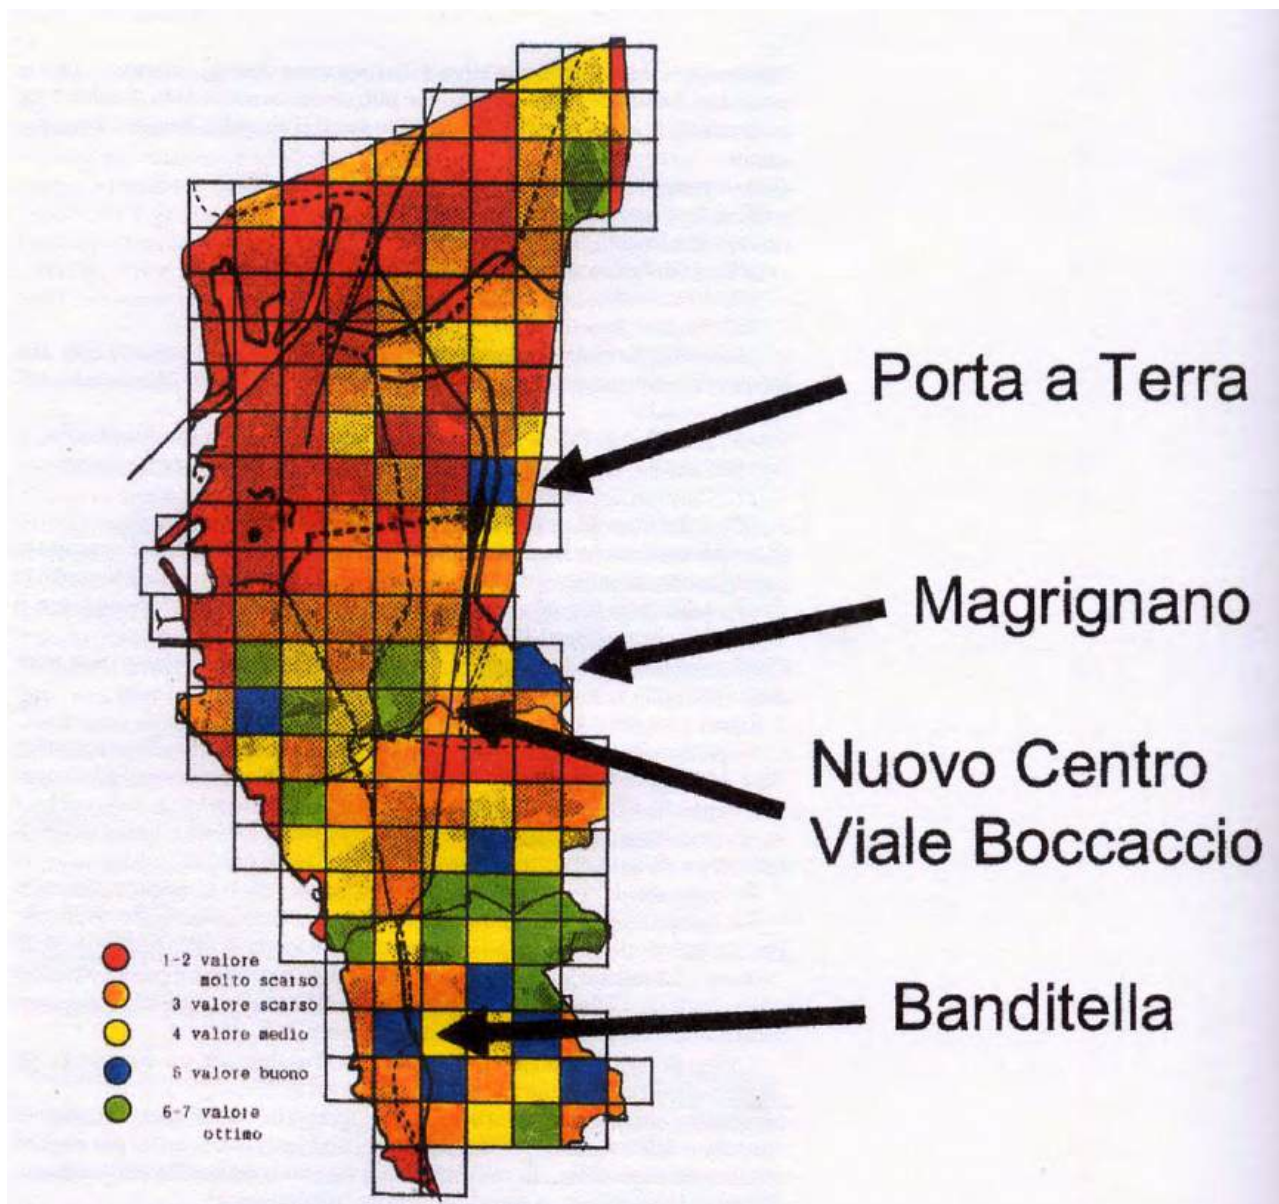 Porta a Terra
Magrignano
Nuovo Centro
Viale Boccaccio
Banditella
1-2 valore
molto scarso
3 valore scarso
4 valore medio
5 valore buono
6-7 valore
ottimo